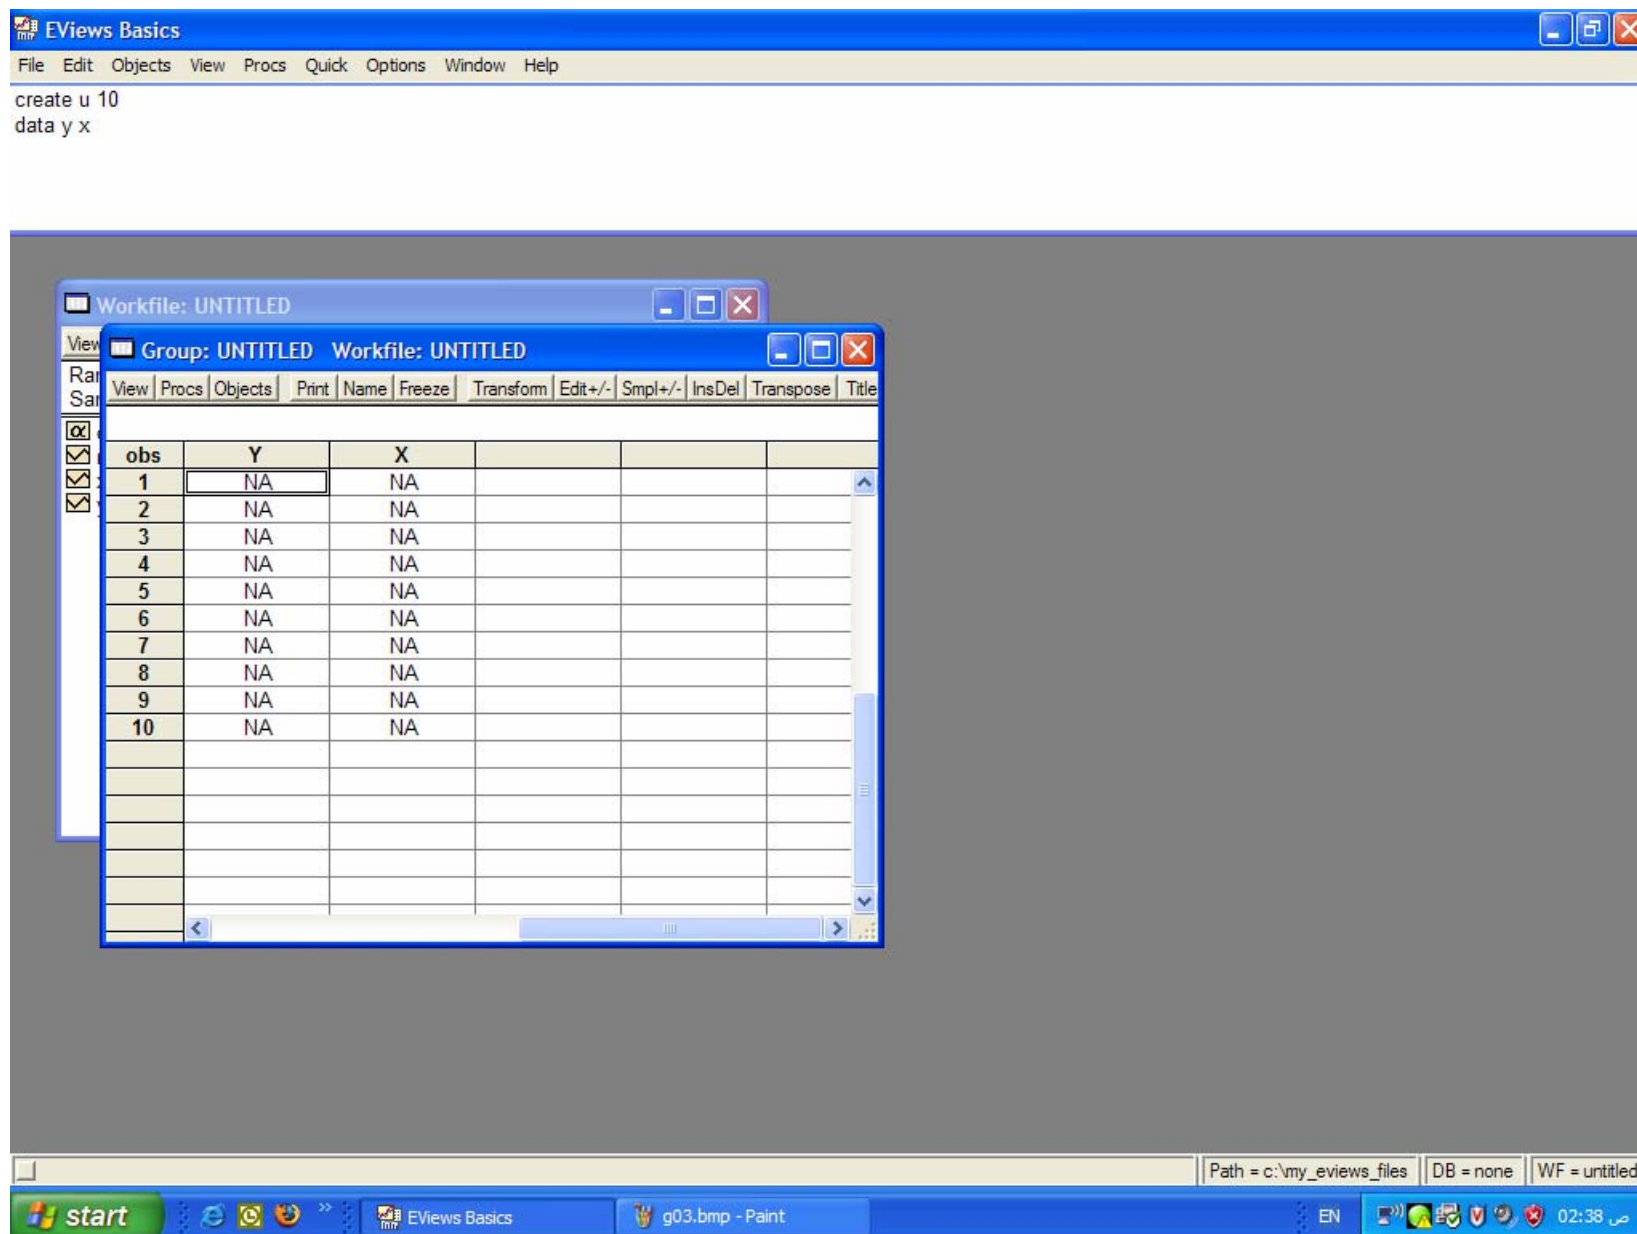 EViews Basics
File Edit Objects View Procs Quick Options Window Help
create u 10
data y x
Workfile: UNTITLED
View
Group: UNTITLED Workfile: UNTITLED
View Procs Objects Print Name Freeze Transform Edit+/- Smpl+/- InsDel Transpose Title
obs Y X
1 NA NA
2 NA NA
3 NA NA
4 NA NA
5 NA NA
6 NA NA
7 NA NA
8 NA NA
9 NA NA
10 NA NA
Path = c:\my_eviews_files DB = none WF = untitled
start EViews Basics g03.bmp - Paint EN 02:38 ص